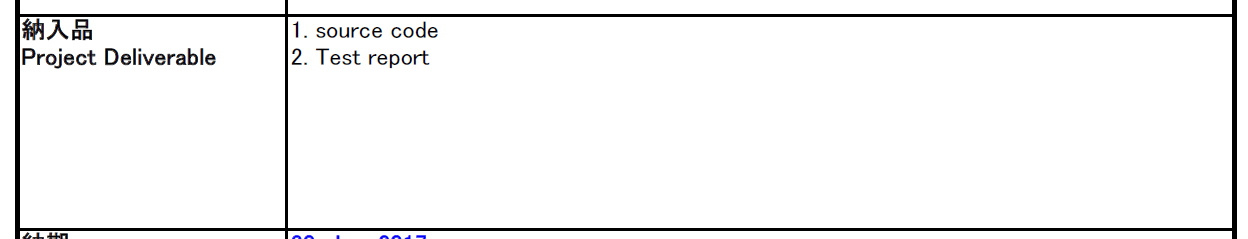 納入品
Project Deliverable
1. source code
2. Test report